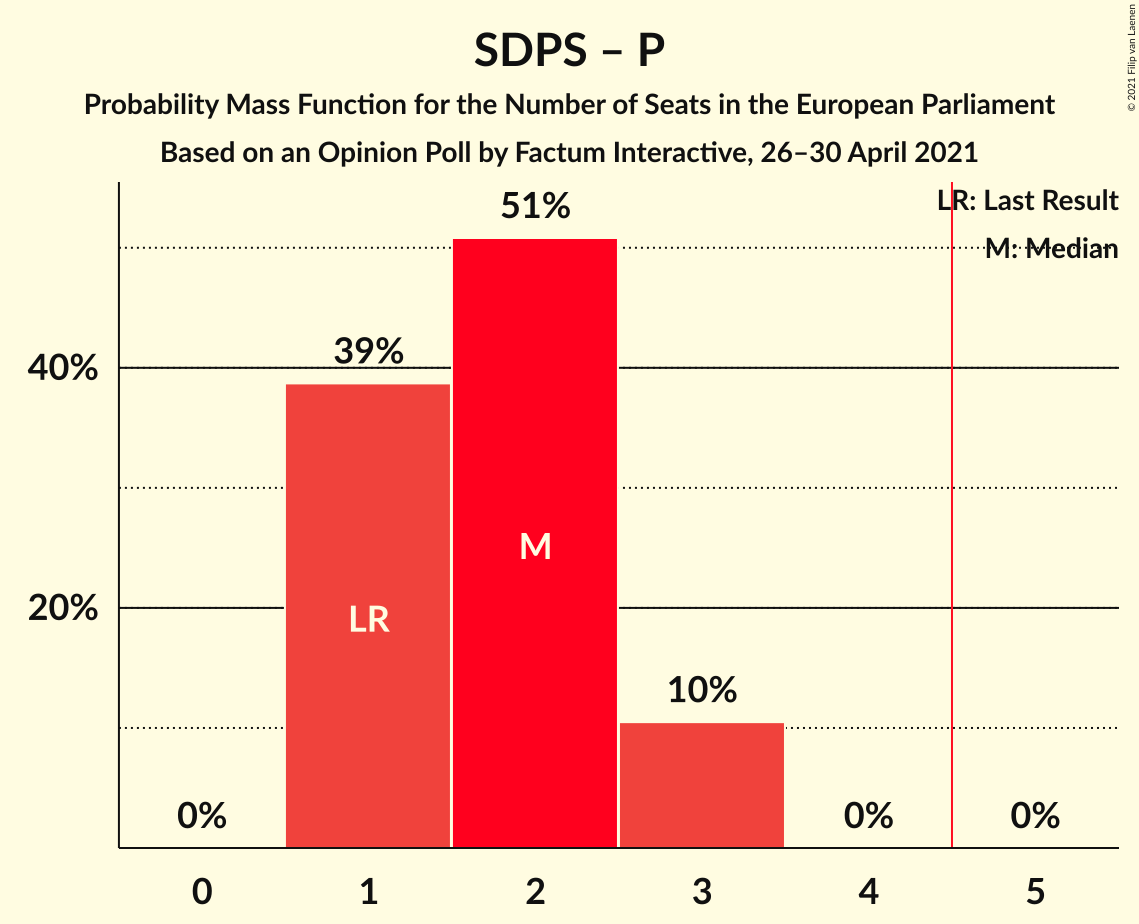 SDPS – P
Probability Mass Function for the Number of Seats in the European Parliament
Based on an Opinion Poll by Factum Interactive, 26–30 April 2021
© 2021 Filip van Laenen
LR: Last Result
M: Median
51%
39%
40%
M
20%
LR
10%
0%
0%
0%
0 1 2 3 4 5